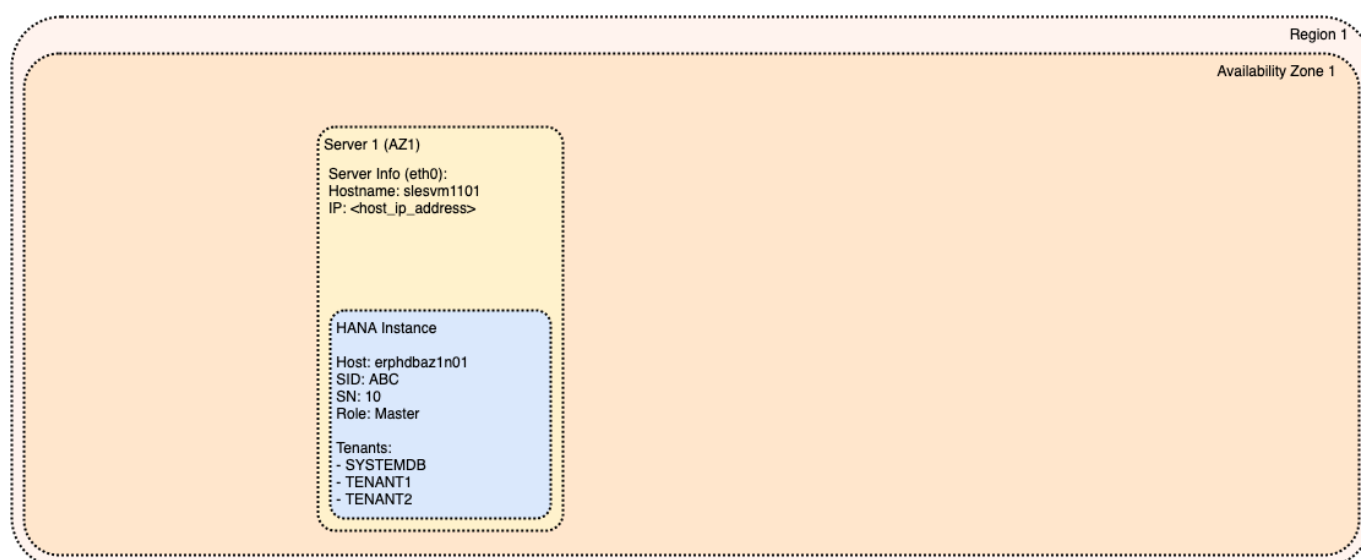 Region 1
Availability Zone 1
Server 1 (AZ1)
Server Info (eth0):
Hostname: slesvm1101
IP: <host_ip_address>
HANA Instance
Host: erphdbaz1n01
SID: ABC
SN: 10
Role: Master
Tenants:
- SYSTEMDB
- TENANT1
- TENANT2